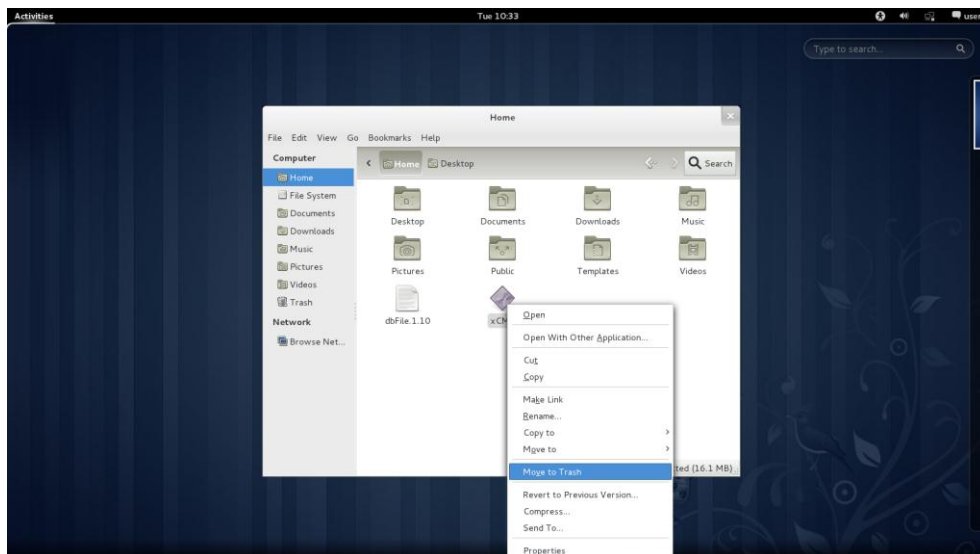 Activities
Tue 10:33
user
Type to search...
Home
File Edit View Go Bookmarks Help
Computer
Home
File System
Documents
Downloads
Music
Pictures
Videos
Trash
Network
Browse Net...
Home Desktop
Search
Desktop Documents Downloads Music
Pictures Public Templates Videos
dbFile.1.10
Open
Open With Other Application...
Cut
Copy
Make Link
Rename...
Copy to
Move to
Move to Trash
Revert to Previous Version...
Compress...
Send To...
Properties
(16.1 MB)